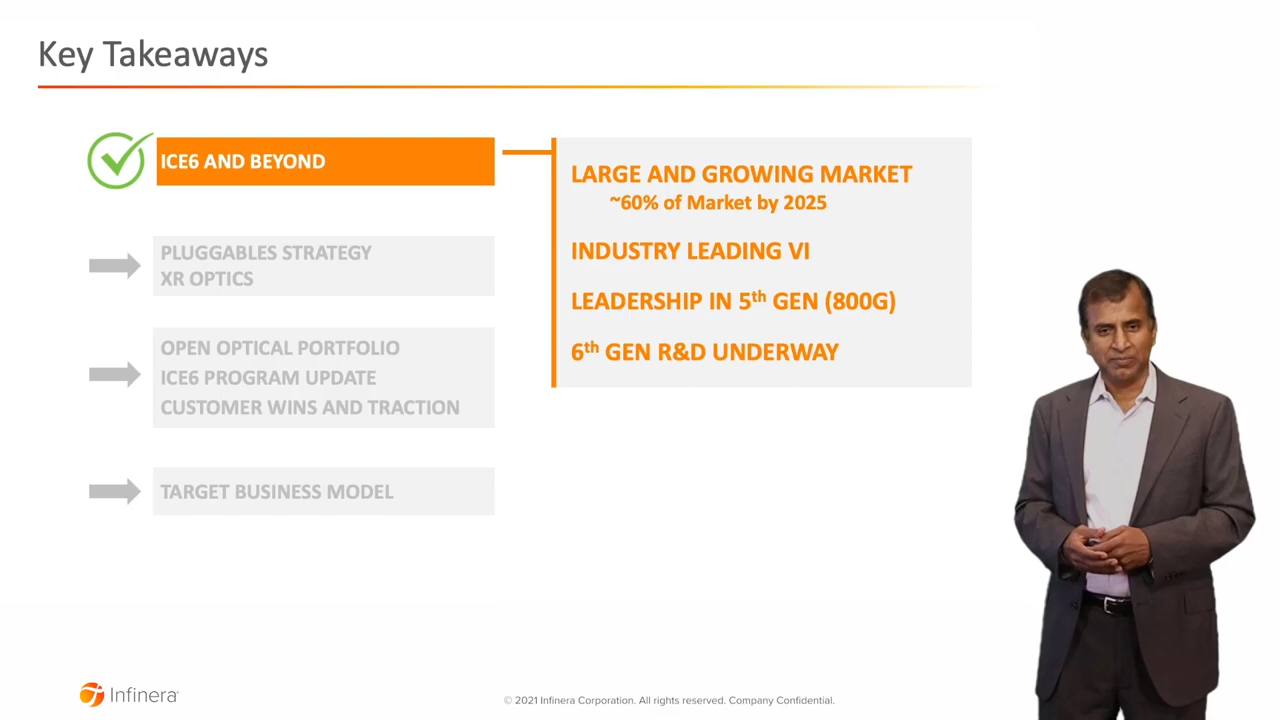 Key Takeaways
ICE6 AND BEYOND
LARGE AND GROWING MARKET
~60% of Market by 2025
INDUSTRY LEADING VI
LEADERSHIP IN 5th GEN (800G)
6th GEN R&D UNDERWAY
PLUGGABLES STRATEGY
XR OPTICS
OPEN OPTICAL PORTFOLIO
ICE6 PROGRAM UPDATE
CUSTOMER WINS AND TRACTION
TARGET BUSINESS MODEL
Infinera
© 2021 Infinera Corporation. All rights reserved. Company Confidential.